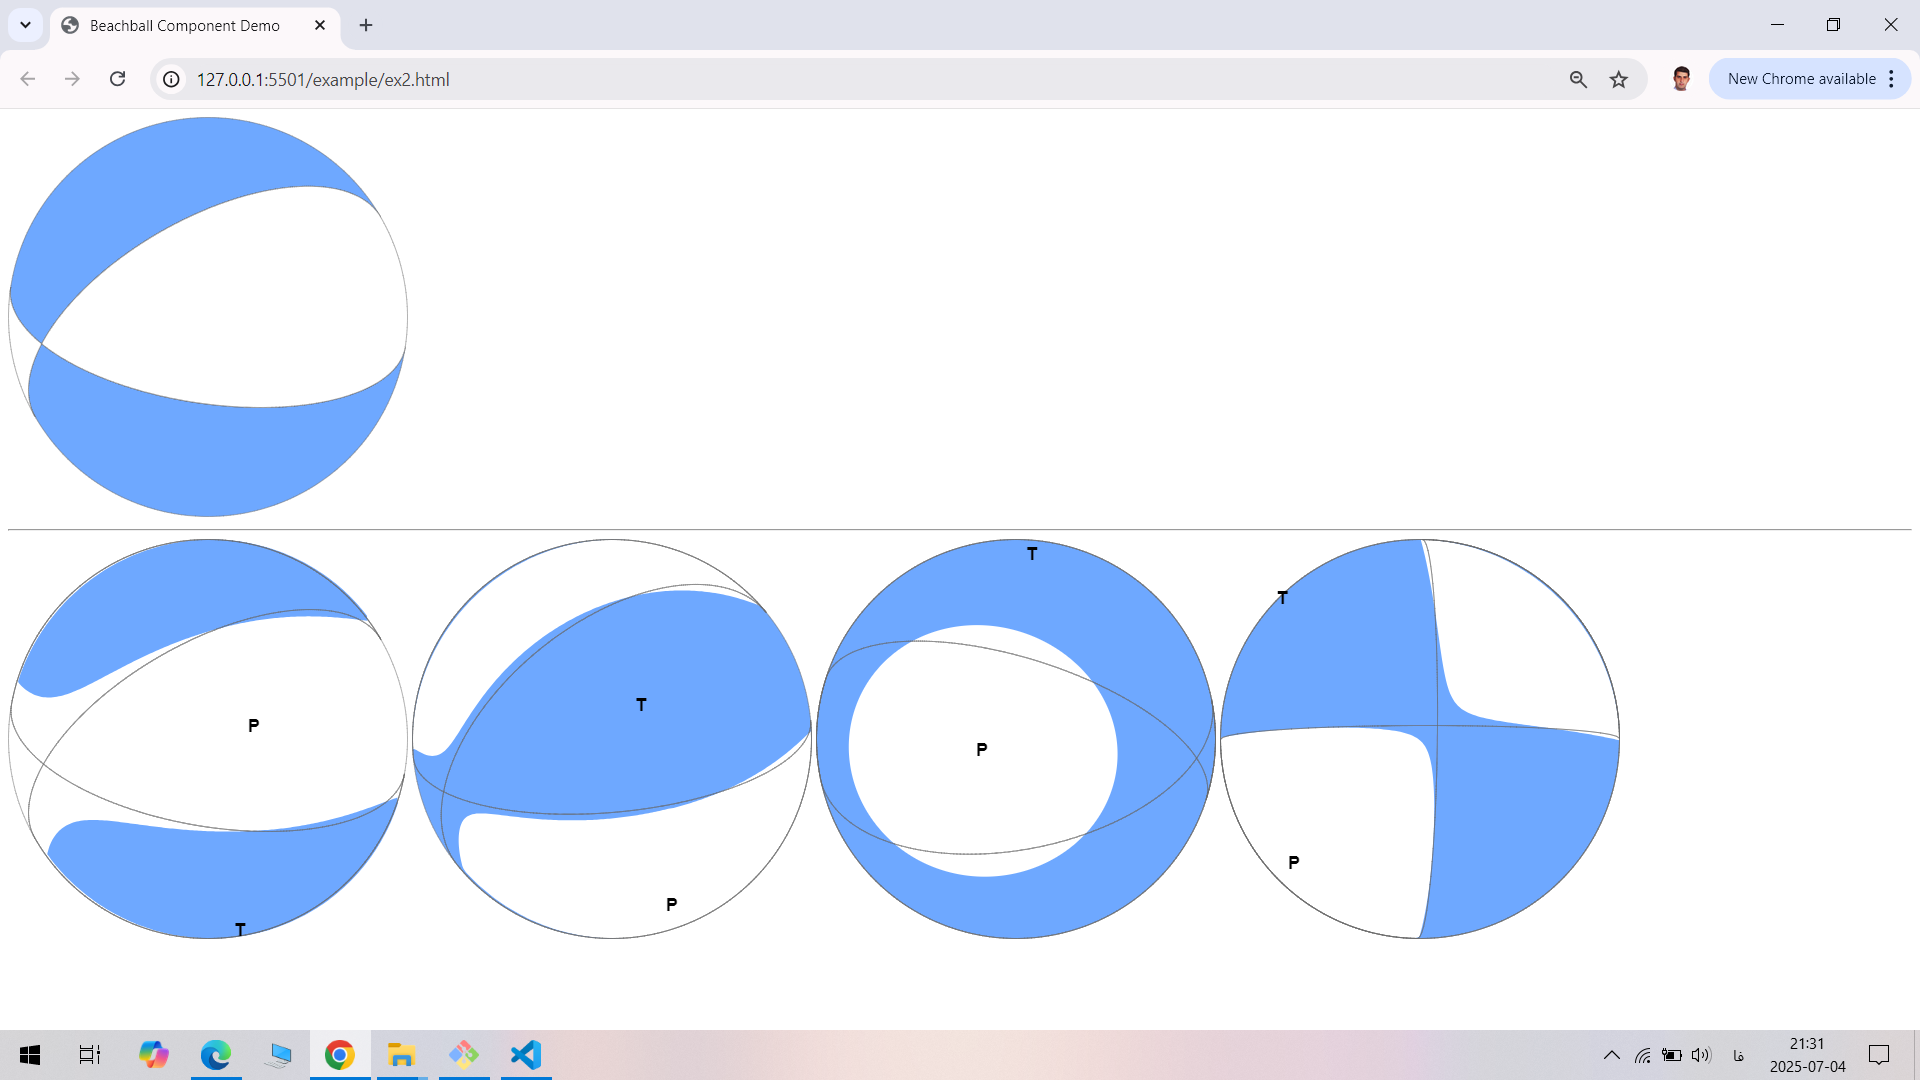 Beachball Component Demo
127.0.0.1:5501/example/ex2.html
New Chrome available
T
T
P
T
P
P
P
T
فا
21:31
2025-07-04